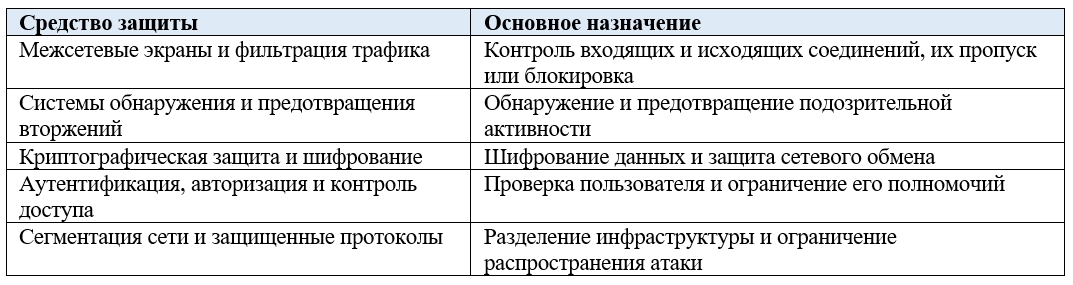 Средство защиты
Основное назначение
Межсетевые экраны и фильтрация трафика
Контроль входящих и исходящих соединений, их пропуск
или блокировка
Системы обнаружения и предотвращения
вторжений
Обнаружение и предотвращение подозрительной
активности
Криптографическая защита и шифрование
Шифрование данных и защита сетевого обмена
Аутентификация, авторизация и контроль
доступа
Проверка пользователя и ограничение его полномочий
Сегментация сети и защищенные протоколы
Разделение инфраструктуры и ограничение
распространения атаки